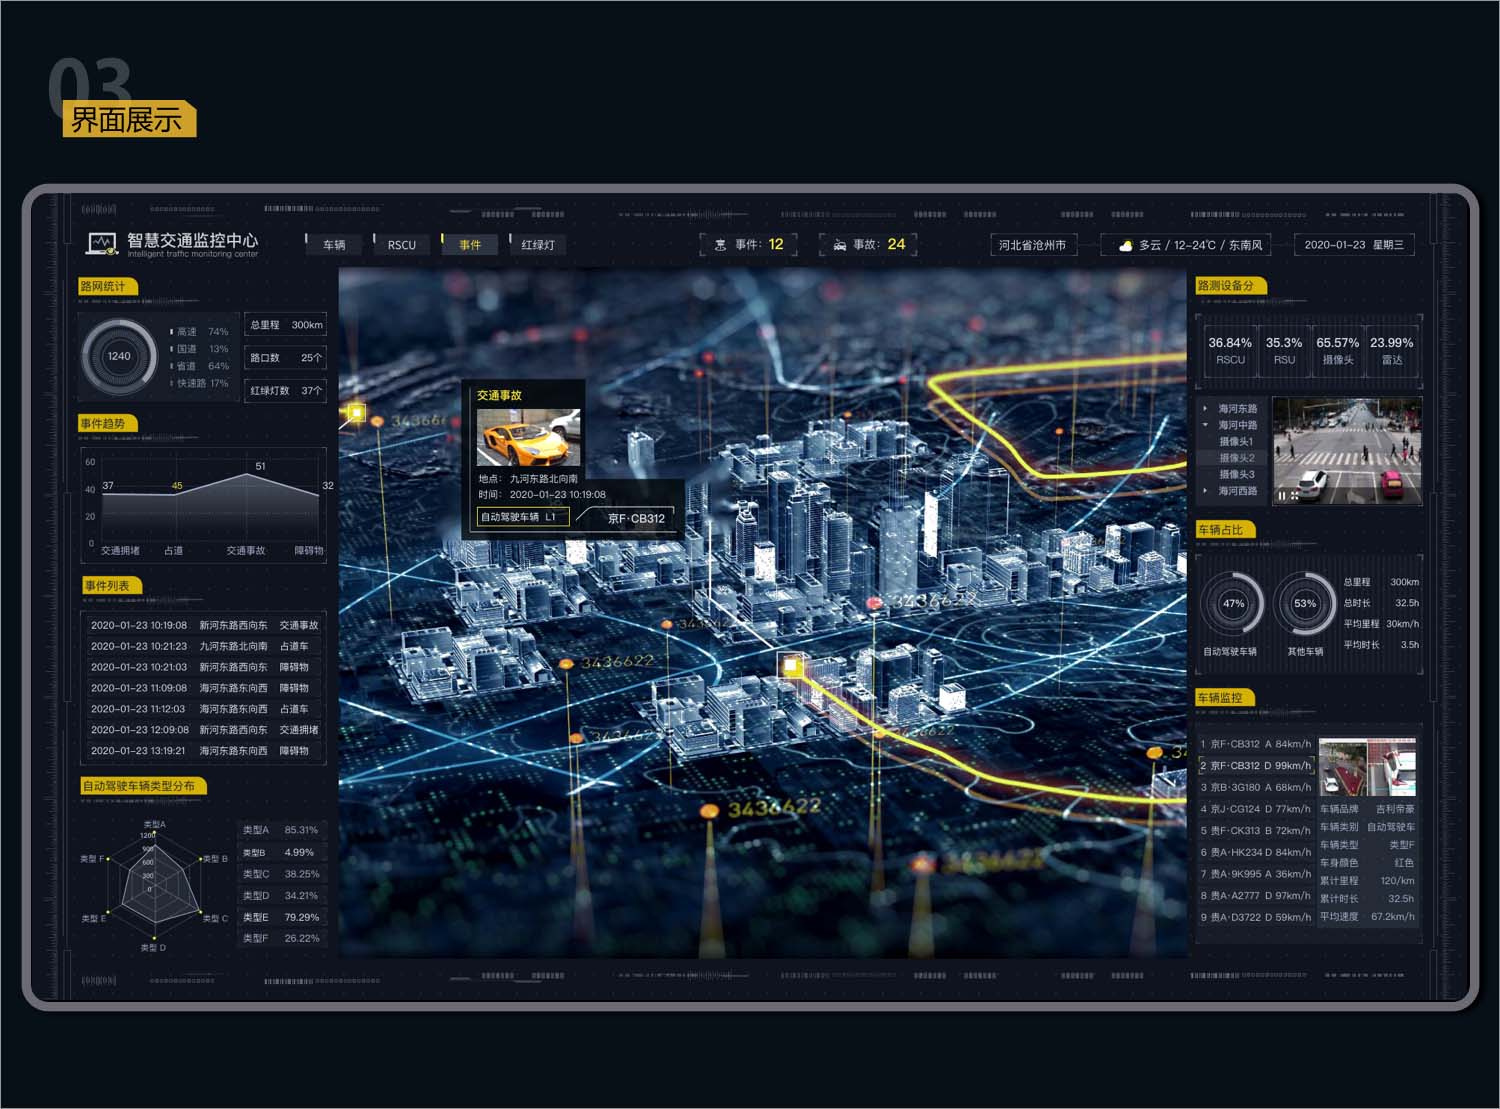 03
界面展示
智慧交通监控中心
Intelligent traffic monitoring center
车辆
RSCU
事件
红绿灯
事件: 12
事故: 24
河北省沧州市
多云 / 12-24℃ / 东南风
2020-01-23 星期三
路网统计
1240
高速 74%
国道 13%
省道 64%
快速路 17%
总里程 300km
路口数 25个
红绿灯数 37个
事件趋势
60
40
20
0
37
45
51
32
交通拥堵
占道
交通事故
障碍物
事件列表
2020-01-23 10:19:08 新河东路西向东 交通事故
2020-01-23 10:21:23 九河东路北向南 占道车
2020-01-23 10:21:03 新河东路西向东 障碍物
2020-01-23 11:09:08 海河东路东向西 障碍物
2020-01-23 11:12:03 海河东路东向西 占道车
2020-01-23 12:09:08 新河东路西向东 交通拥堵
2020-01-23 13:19:21 海河东路东向西 障碍物
自动驾驶车辆类型分布
类型A
1200
900
600
300
0
类型 B
类型 C
类型 D
类型 E
类型 F
类型A 85.31%
类型B 4.99%
类型C 38.25%
类型D 34.21%
类型E 79.29%
类型F 26.22%
交通事故
地点: 九河东路北向南
时间: 2020-01-23 10:19:08
自动驾驶车辆 L1
京F·CB312
3436622
3436622
3436622
路测设备分
36.84%
RSCU
35.3%
RSU
65.57%
摄像头
23.99%
雷达
海河东路
海河中路
摄像头1
摄像头2
摄像头3
海河西路
车辆占比
47%
自动驾驶车辆
53%
其他车辆
总里程 300km
总时长 32.5h
平均里程 30km/h
平均时长 3.5h
车辆监控
1 京F·CB312 A 84km/h
2 京F·CB312 D 99km/h
3 京B·3G180 A 68km/h
4 京J·CG124 D 77km/h
5 贵F·CK313 B 72km/h
6 贵A·HK234 D 84km/h
7 贵A·9K995 A 36km/h
8 贵A·A2777 D 97km/h
9 贵A·D3722 D 59km/h
车辆品牌 吉利帝豪
车辆类别 自动驾驶车
车辆类型 类型F
车身颜色 红色
累计里程 120/km
累计时长 32.5h
平均速度 67.2km/h